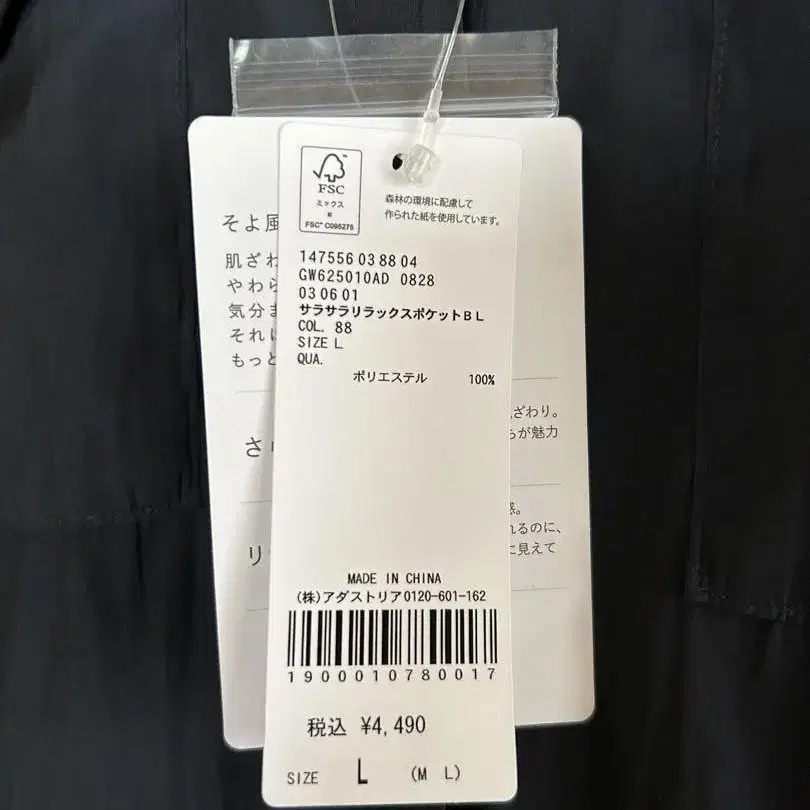 FSC
ミックス
紙
FSC™ C095275
森林の環境に配慮して
作られた紙を使用しています。
147556 03 88 04
GW625010AD 0828
03 06 01
サラサラリラックスポケットBL
COL. 88
SIZE L
QUA.
ポリエステル 100%
MADE IN CHINA
(株)アダストリア0120-601-162
1900010780017
税込 ¥4,490
SIZE L (M L)
そよ風
肌ざわ
やわら
気分ま
それに
もっと
ざわり。
らが魅力
さ
感。
れるのに、
リ
に見えて